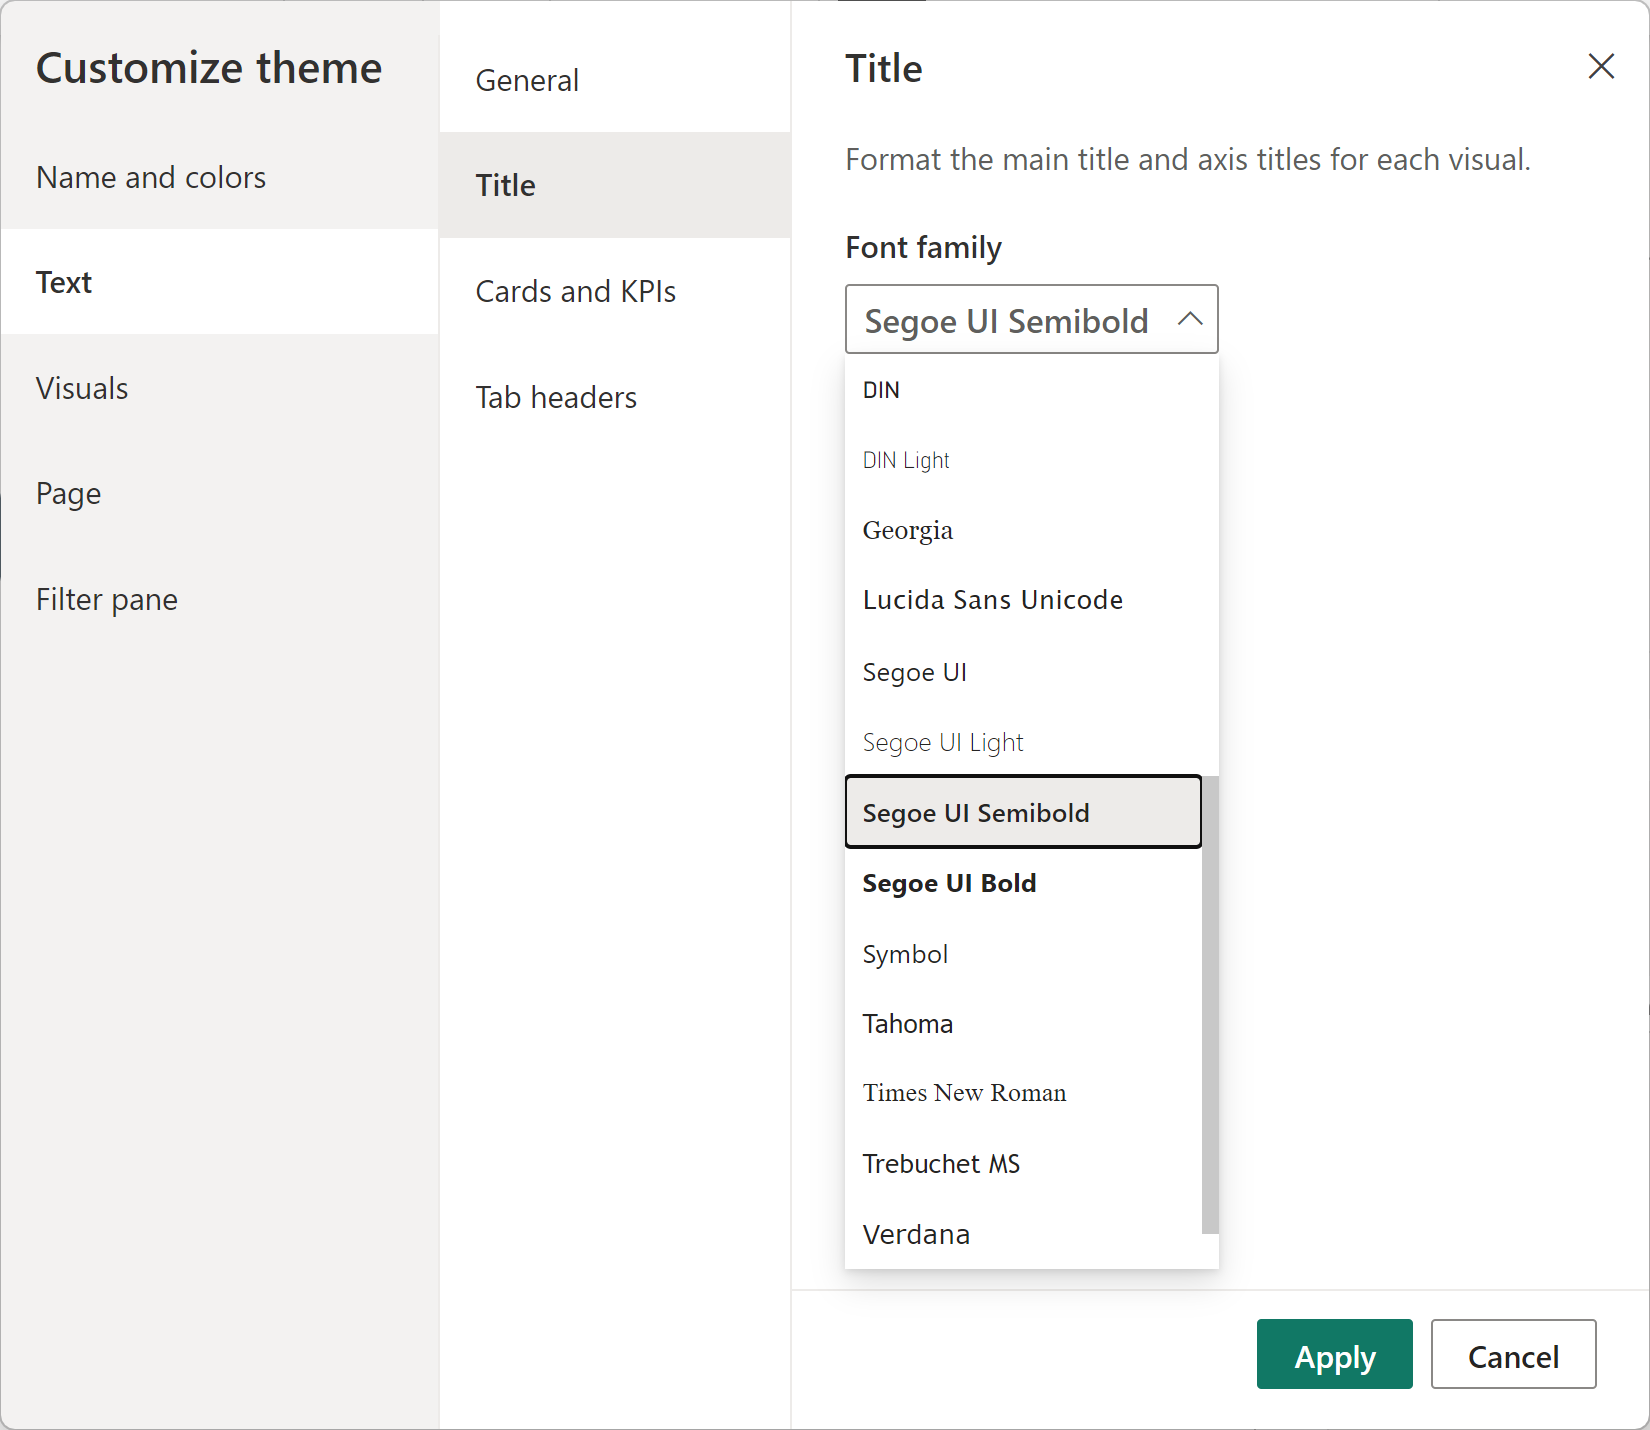 Customize theme
Name and colors
Text
Visuals
Page
Filter pane
General
Title
Cards and KPIs
Tab headers
Title
Format the main title and axis titles for each visual.
Font family
Segoe UI Semibold
DIN
DIN Light
Georgia
Lucida Sans Unicode
Segoe UI
Segoe UI Light
Segoe UI Semibold
Segoe UI Bold
Symbol
Tahoma
Times New Roman
Trebuchet MS
Verdana
Apply
Cancel